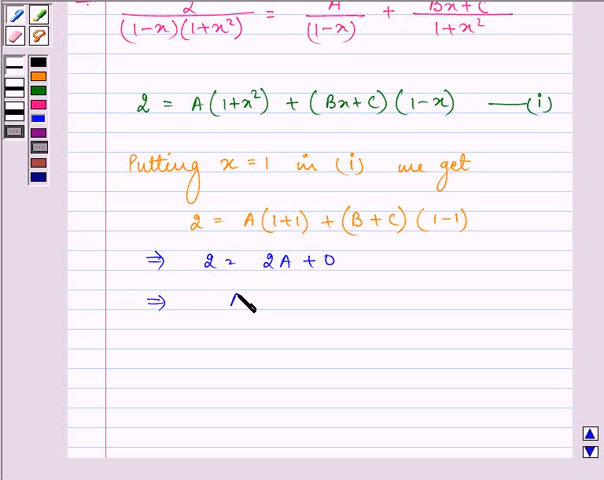 2/((1-x)(1+x²)) = A/(1-x) + (Bx+C)/(1+x²)
2 = A(1+x²) + (Bx+C)(1-x) —(i)
Putting x = 1 in (i) we get
2 = A(1+1) + (B+C)(1-1)
⇒ 2 = 2A + 0
⇒